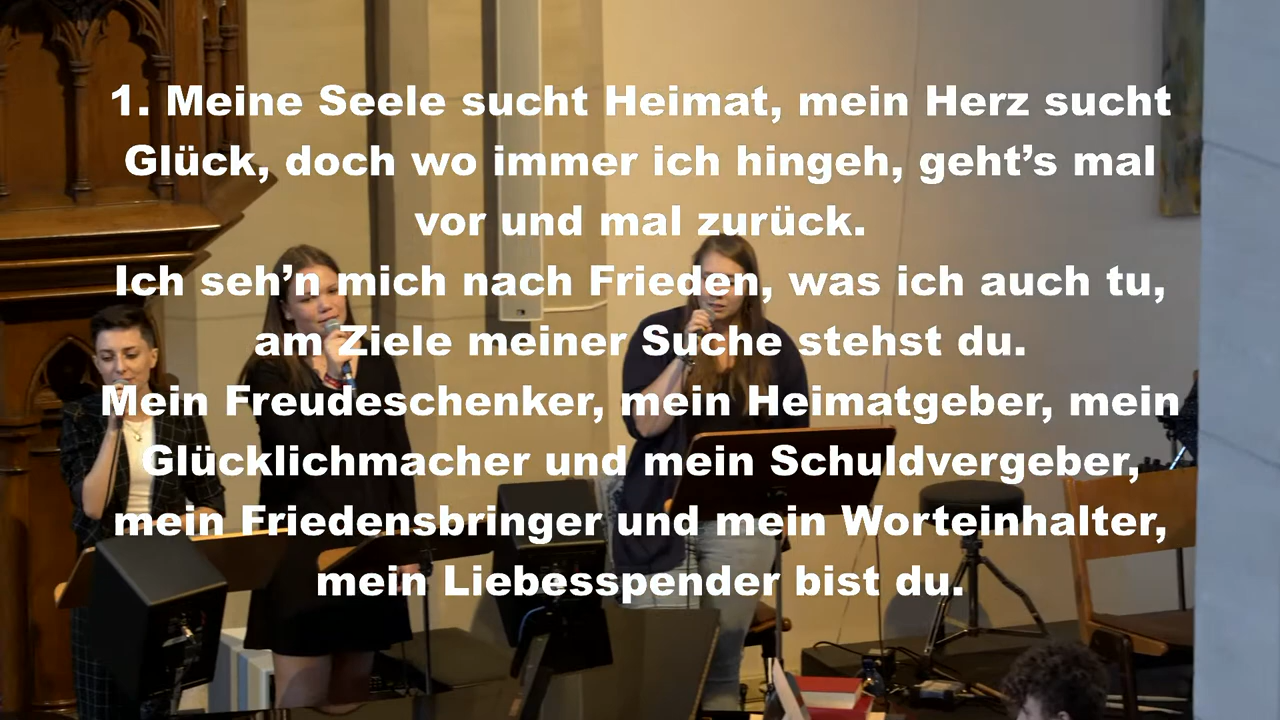 1. Meine Seele sucht Heimat, mein Herz sucht
Glück, doch wo immer ich hingeh, geht’s mal
vor und mal zurück.
Ich seh’n mich nach Frieden, was ich auch tu,
am Ziele meiner Suche stehst du.
Mein Freudeschenker, mein Heimatgeber, mein
Glücklichmacher und mein Schuldvergeber,
mein Friedensbringer und mein Worteinhalter,
mein Liebesspender bist du.